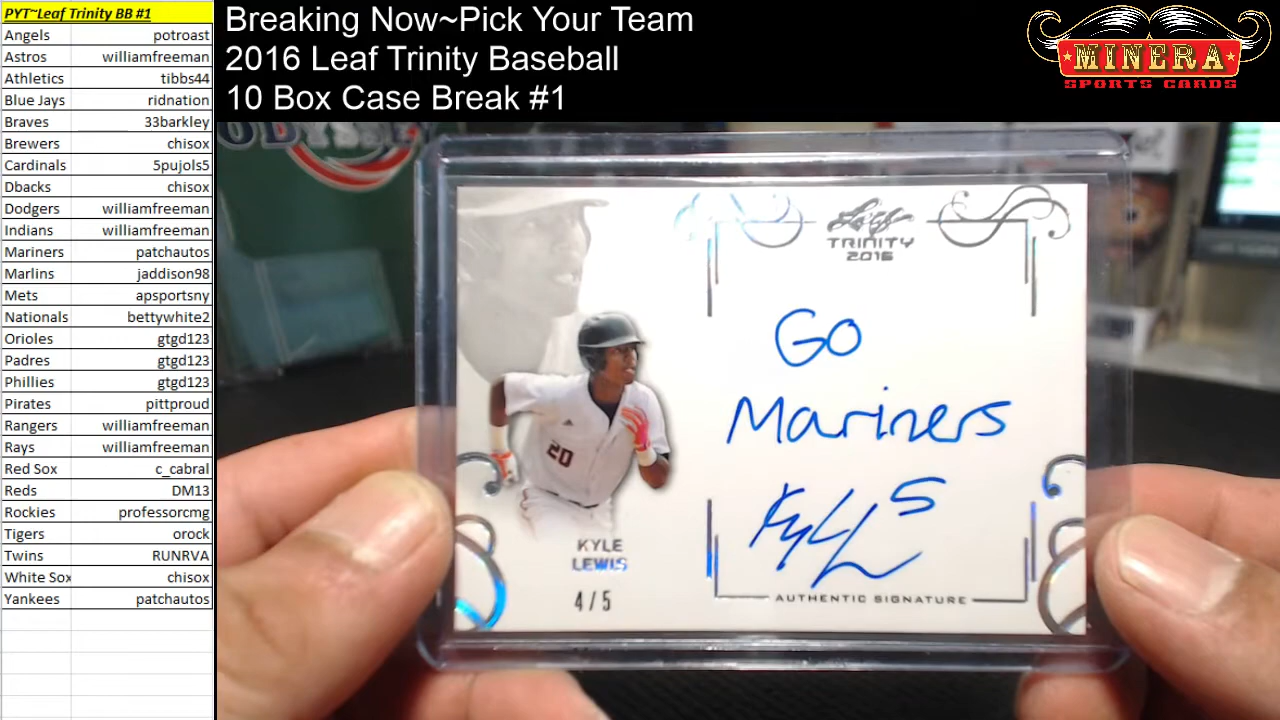 PYT~Leaf Trinity BB #1
Angels potroast
Astros williamfreeman
Athletics tibbs44
Blue Jays ridnation
Braves 33barkley
Brewers chisox
Cardinals 5pujols5
Dbacks chisox
Dodgers williamfreeman
Indians williamfreeman
Mariners patchautos
Marlins jaddison98
Mets apsportsny
Nationals bettywhite2
Orioles gtgd123
Padres gtgd123
Phillies gtgd123
Pirates pittproud
Rangers williamfreeman
Rays williamfreeman
Red Sox c_cabral
Reds DM13
Rockies professorcmg
Tigers orock
Twins RUNRVA
White Sox chisox
Yankees patchautos
Breaking Now~Pick Your Team
2016 Leaf Trinity Baseball
10 Box Case Break #1
MINERA
SPORTS CARDS
Leaf
TRINITY
2016
Go
Mariners
5
20
KYLE
LEWIS
4/5
AUTHENTIC SIGNATURE